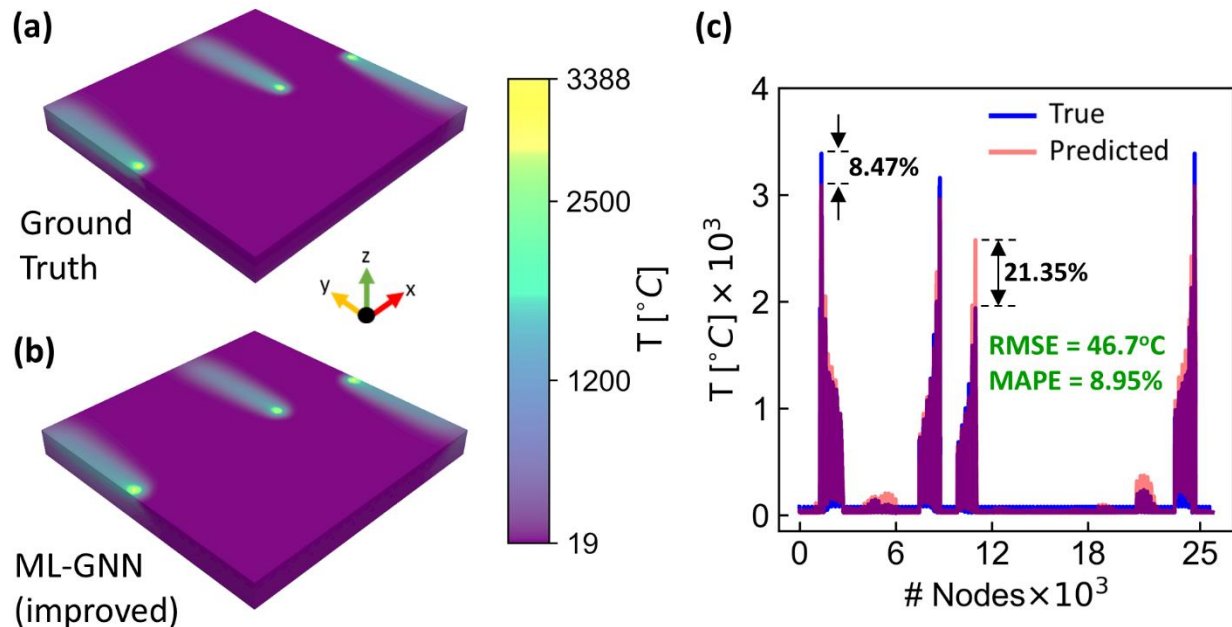 (a)
Ground
Truth
z
y
x
(b)
ML-GNN
(improved)
3388
2500
1200
19
T [°C]
(c)
4
3
2
1
0
T [°C] × 10³
True
Predicted
8.47%
21.35%
RMSE = 46.7°C
MAPE = 8.95%
0
6
12
18
25
# Nodes×10³